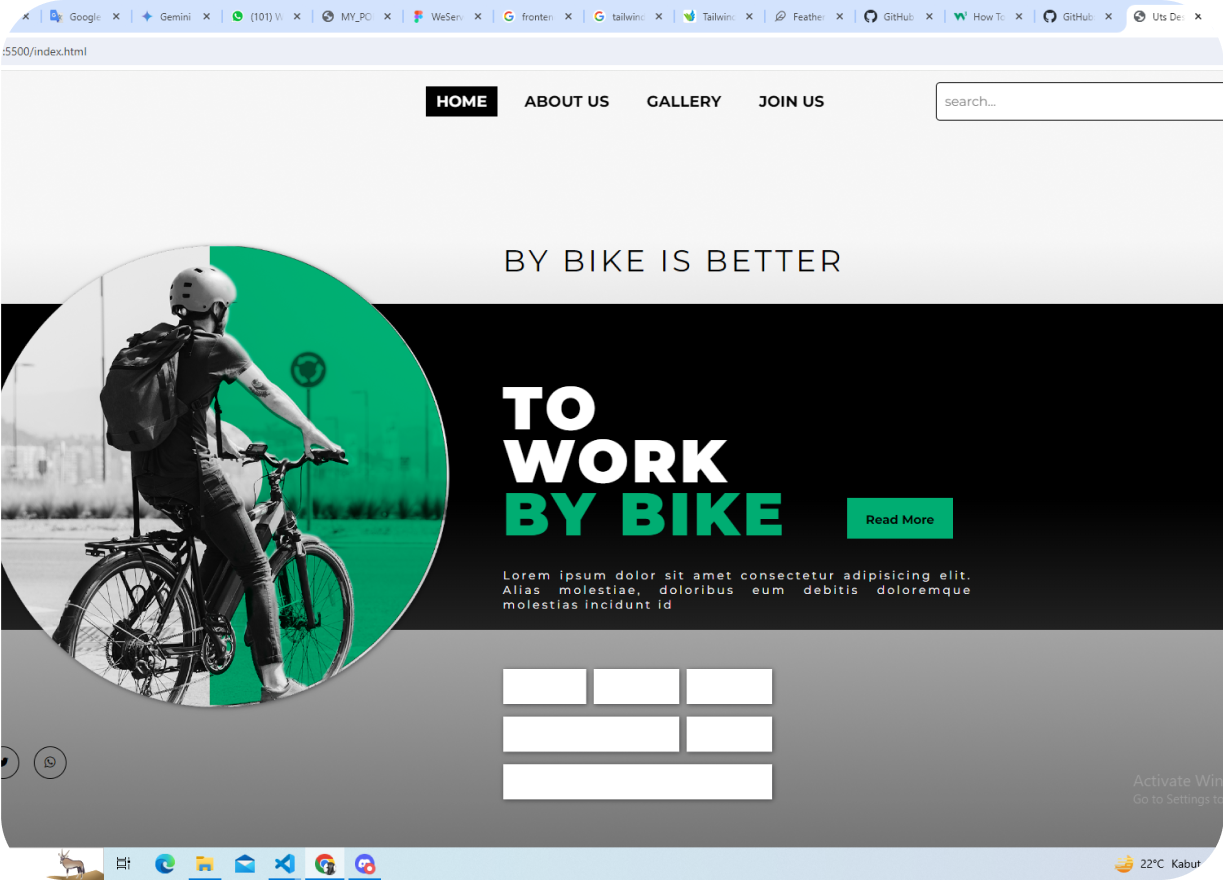 Google
Gemini
(101) W
MY_PO
WeServ
fronten
tailwind
Tailwind
Feather
GitHub
How To
GitHub
Uts De
:5500/index.html
HOME
ABOUT US
GALLERY
JOIN US
search...
BY BIKE IS BETTER
TO
WORK
BY BIKE
Read More
Lorem ipsum dolor sit amet consectetur adipisicing elit.
Alias molestiae, doloribus eum debitis doloremque
molestias incidunt id
Activate Win
Go to Settings to
22°C Kabut